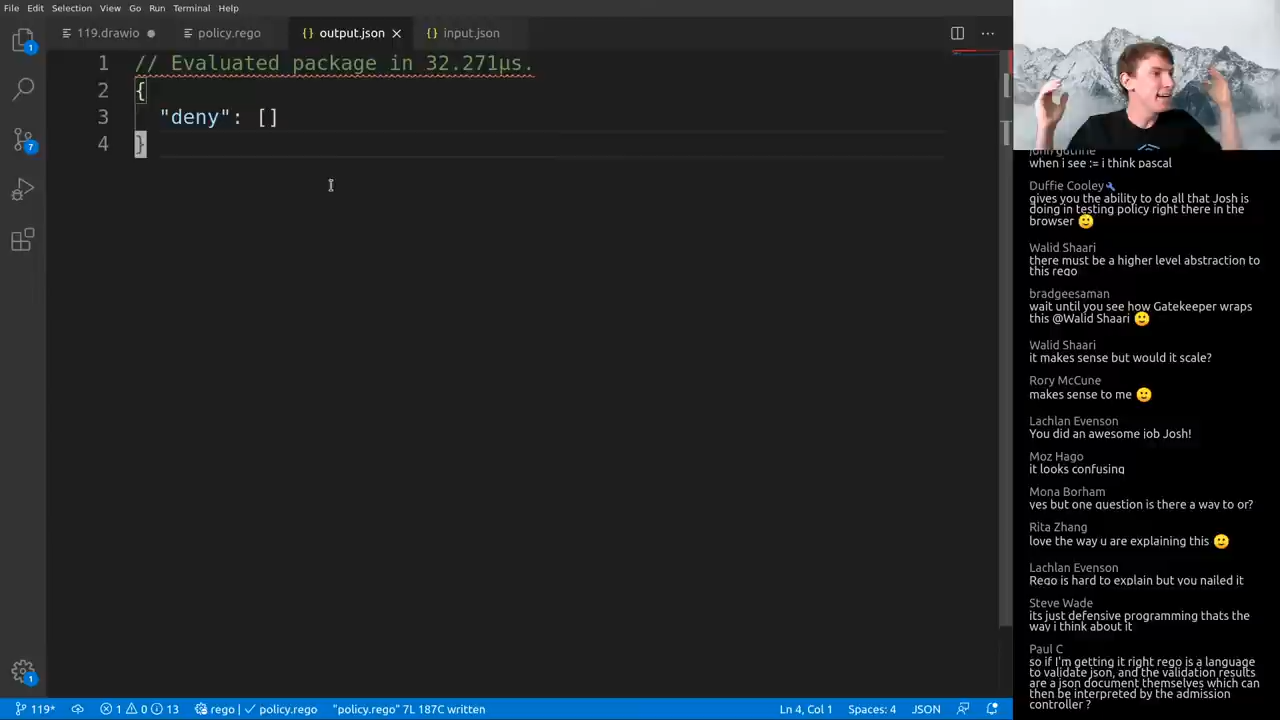 File Edit Selection View Go Run Terminal Help
119.drawio
policy.rego
{} output.json
{} input.json
1 // Evaluated package in 32.271µs.
2 {
3 "deny": []
4 }
1
7
1
john guthrie
when i see := i think pascal
Duffie Cooley
gives you the ability to do all that Josh is
doing in testing policy right there in the
browser
Walid Shaari
there must be a higher level abstraction to
this rego
bradgeesaman
wait until you see how Gatekeeper wraps
this @Walid Shaari
Walid Shaari
it makes sense but would it scale?
Rory McCune
makes sense to me
Lachlan Evenson
You did an awesome job Josh!
Moz Hago
it looks confusing
Mona Borham
yes but one question is there a way to or?
Rita Zhang
love the way u are explaining this
Lachlan Evenson
Rego is hard to explain but you nailed it
Steve Wade
its just defensive programming thats the
way i think about it
Paul C
so if I'm getting it right rego is a language
to validate json, and the validation results
are a json document themselves which can
then be interpreted by the admission
controller ?
119* 1 0 13 rego | ✓ policy.rego "policy.rego" 7L 187C written Ln 4, Col 1 Spaces: 4 JSON